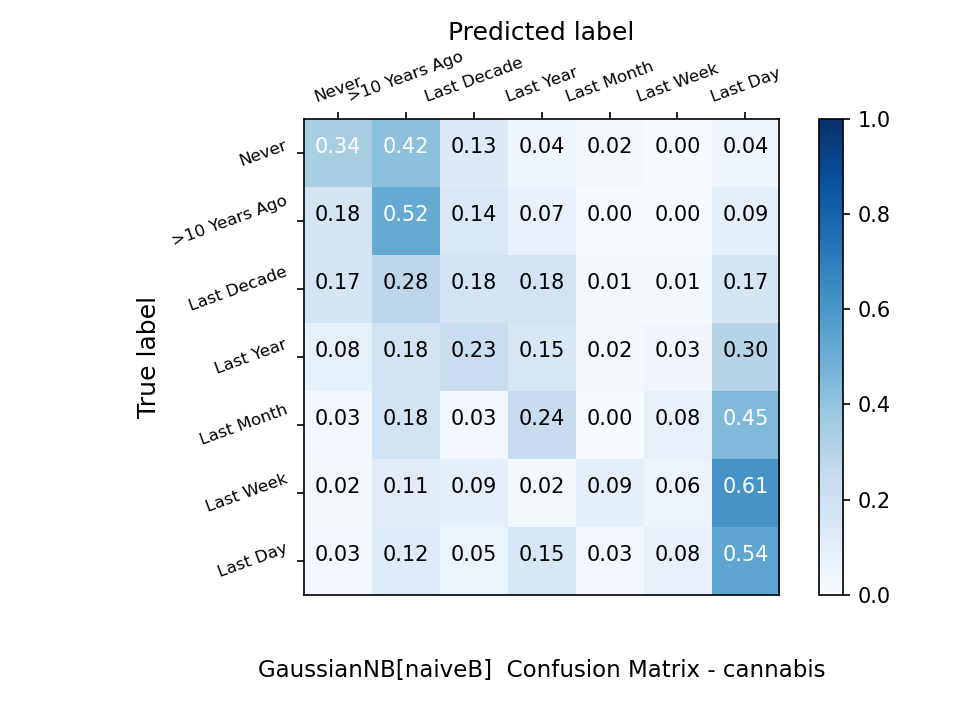 Predicted label
Never >10 Years Ago Last Decade Last Year Last Month Last Week Last Day
Never 0.34 0.42 0.13 0.04 0.02 0.00 0.04
>10 Years Ago 0.18 0.52 0.14 0.07 0.00 0.00 0.09
Last Decade 0.17 0.28 0.18 0.18 0.01 0.01 0.17
Last Year 0.08 0.18 0.23 0.15 0.02 0.03 0.30
Last Month 0.03 0.18 0.03 0.24 0.00 0.08 0.45
Last Week 0.02 0.11 0.09 0.02 0.09 0.06 0.61
Last Day 0.03 0.12 0.05 0.15 0.03 0.08 0.54
True label
1.0
0.8
0.6
0.4
0.2
0.0
GaussianNB[naiveB]  Confusion Matrix - cannabis